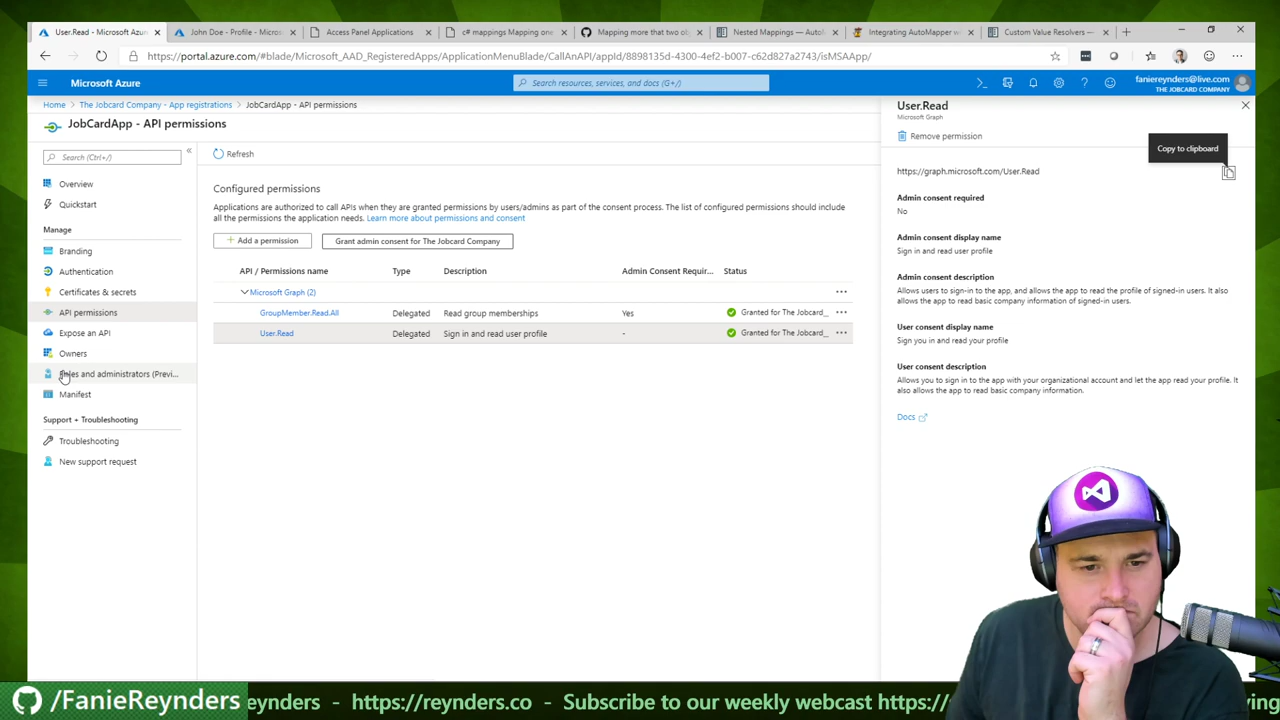 User.Read - Microsoft Azure
John Doe - Profile - Microsoft
Access Panel Applications
c# mappings Mapping one
Mapping more that two ob
Nested Mappings — AutoM
Integrating AutoMapper wi
Custom Value Resolvers —
https://portal.azure.com/#blade/Microsoft_AAD_RegisteredApps/ApplicationMenuBlade/CallAnAPI/appId/8898135d-4300-4ef2-b007-c62d827a2743/isMSAApp/
Microsoft Azure
Search resources, services, and docs (G+/)
faniereynders@live.com
THE JOBCARD COMPANY
Home > The Jobcard Company - App registrations > JobCardApp - API permissions
JobCardApp - API permissions
Search (Ctrl+/)
Overview
Quickstart
Manage
Branding
Authentication
Certificates & secrets
API permissions
Expose an API
Owners
Roles and administrators (Previ...
Manifest
Support + Troubleshooting
Troubleshooting
New support request
Refresh
Configured permissions
Applications are authorized to call APIs when they are granted permissions by users/admins as part of the consent process. The list of configured permissions should include
all the permissions the application needs. Learn more about permissions and consent
+ Add a permission
Grant admin consent for The Jobcard Company
API / Permissions name
Type
Description
Admin Consent Requir...
Status
Microsoft Graph (2)
...
GroupMember.Read.All
Delegated
Read group memberships
Yes
Granted for The Jobcard_
...
User.Read
Delegated
Sign in and read user profile
-
Granted for The Jobcard_
...
User.Read
Microsoft Graph
Remove permission
Copy to clipboard
https://graph.microsoft.com/User.Read
Admin consent required
No
Admin consent display name
Sign in and read user profile
Admin consent description
Allows users to sign-in to the app, and allows the app to read the profile of signed-in users. It also
allows the app to read basic company information of signed-in users.
User consent display name
Sign you in and read your profile
User consent description
Allows you to sign in to the app with your organizational account and let the app read your profile. It
also allows the app to read basic company information.
Docs
/FanieReynders
eynders - https://reynders.co - Subscribe to our weekly webcast https://
ving